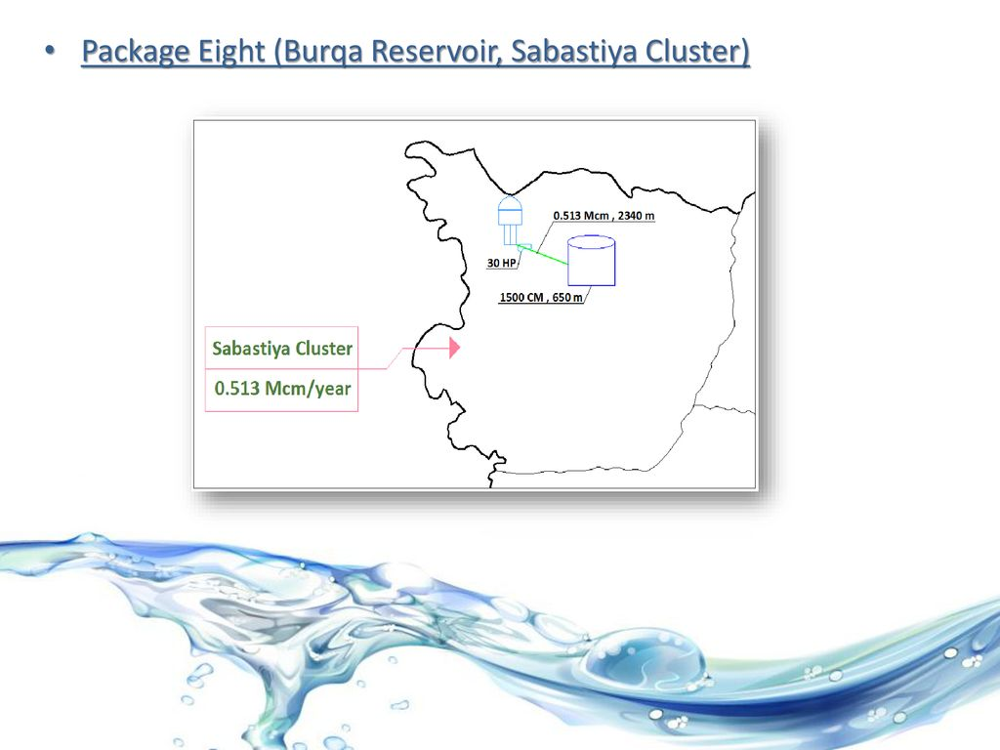 • Package Eight (Burqa Reservoir, Sabastiya Cluster)
0.513 Mcm , 2340 m
30 HP
1500 CM , 650 m
Sabastiya Cluster
0.513 Mcm/year